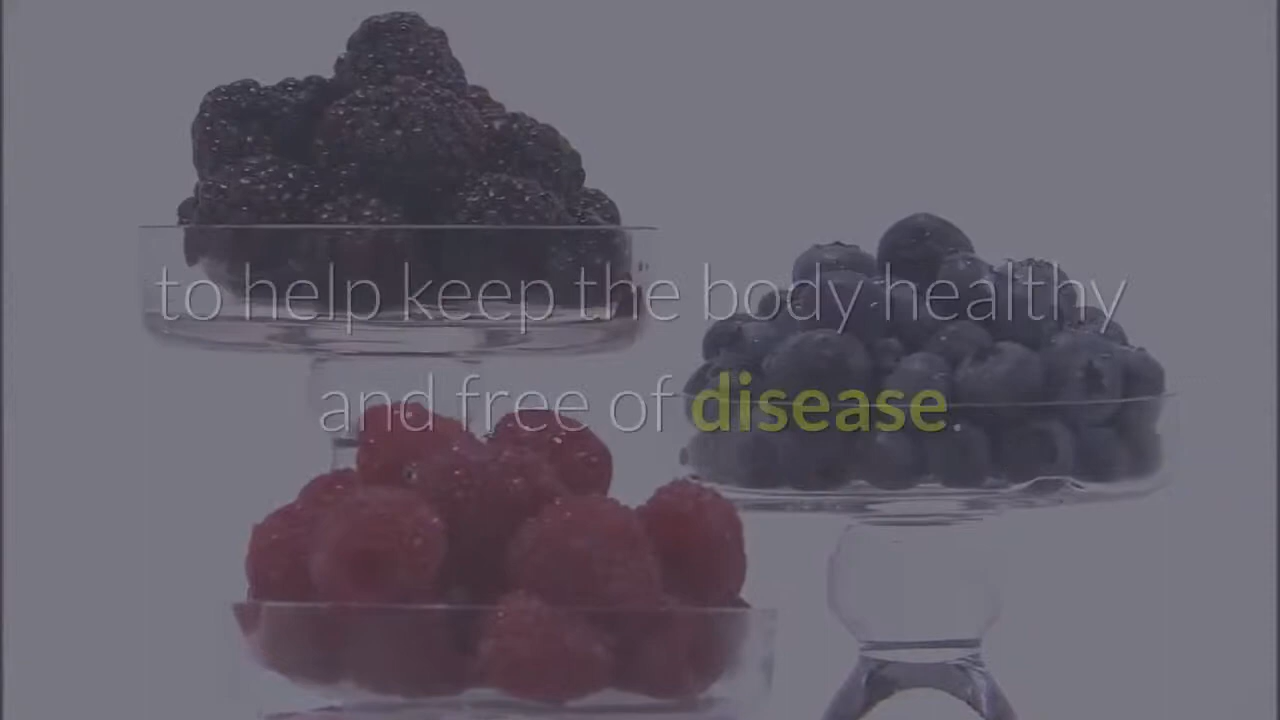 to help keep the body healthy
and free of disease.